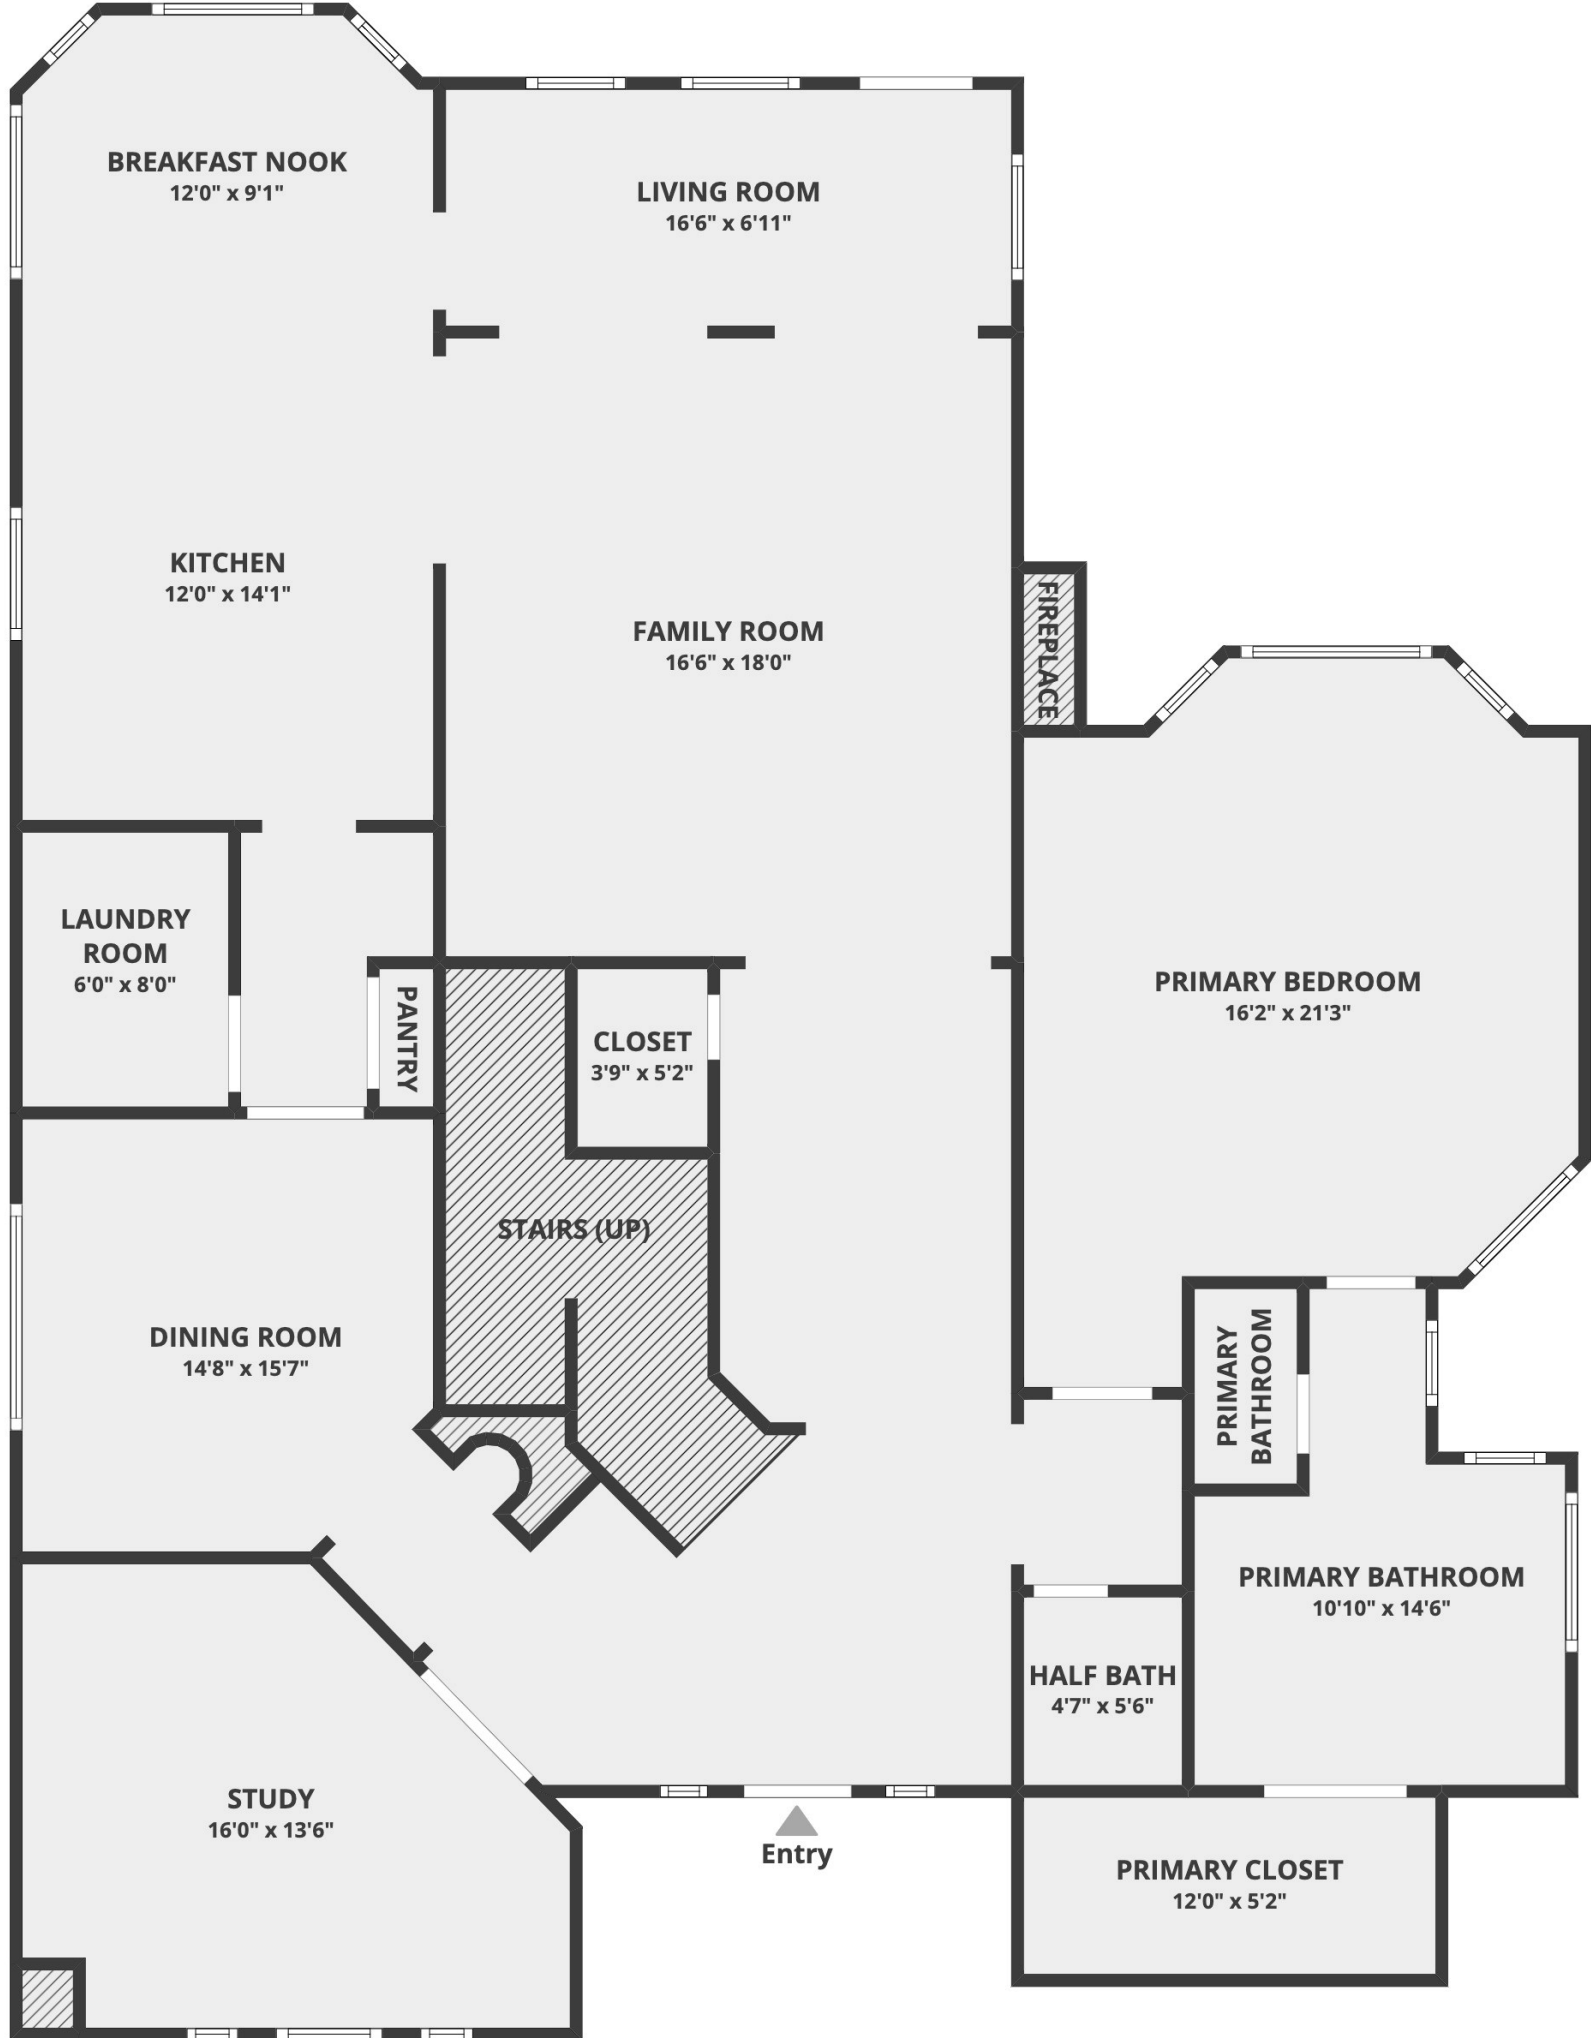 BREAKFAST NOOK
12'0" x 9'1"
LIVING ROOM
16'6" x 6'11"
KITCHEN
12'0" x 14'1"
FAMILY ROOM
16'6" x 18'0"
FIREPLACE
LAUNDRY
ROOM
6'0" x 8'0"
PANTRY
CLOSET
3'9" x 5'2"
PRIMARY BEDROOM
16'2" x 21'3"
STAIRS (UP)
DINING ROOM
14'8" x 15'7"
PRIMARY
BATHROOM
PRIMARY BATHROOM
10'10" x 14'6"
HALF BATH
4'7" x 5'6"
STUDY
16'0" x 13'6"
Entry
PRIMARY CLOSET
12'0" x 5'2"